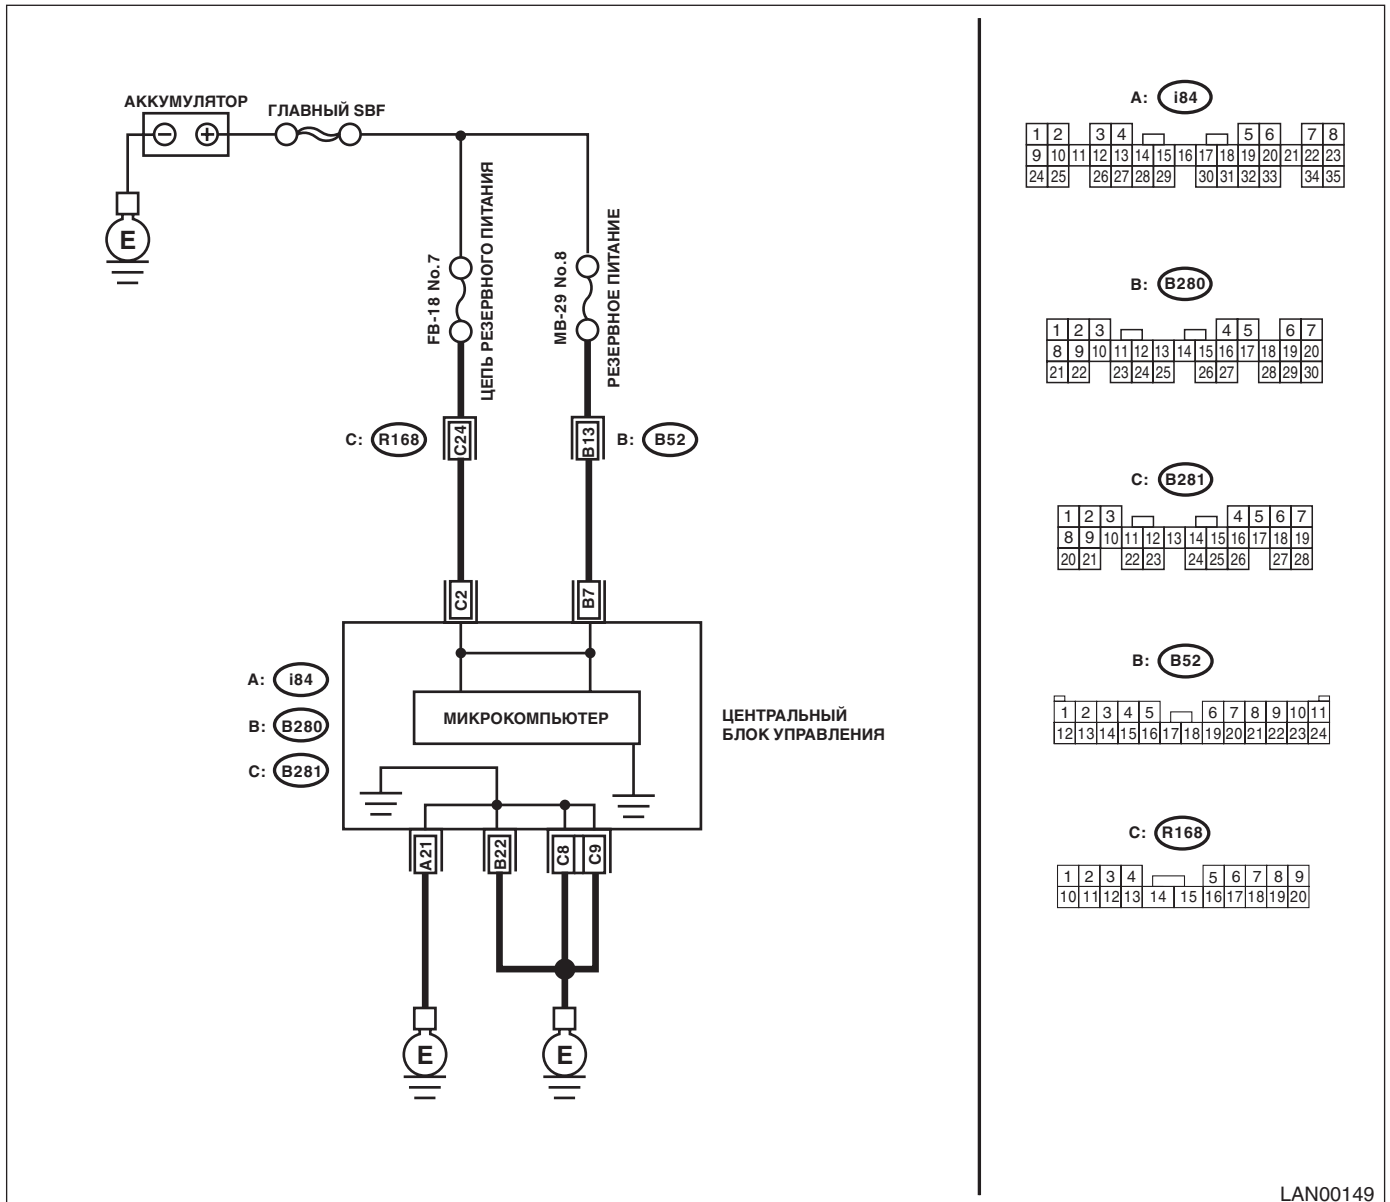 АККУМУЛЯТОР
ГЛАВНЫЙ SBF
E
FB-18 No.7
ЦЕПЬ РЕЗЕРВНОГО ПИТАНИЯ
MB-29 No.8
РЕЗЕРВНОЕ ПИТАНИЕ
C: R168
C24
B13
B: B52
C2
B7
A: i84
B: B280
C: B281
МИКРОКОМПЬЮТЕР
ЦЕНТРАЛЬНЫЙ
БЛОК УПРАВЛЕНИЯ
A21
B22
C8
C9
E
E
A: i84
1 2 3 4 5 6 7 8
9 10 11 12 13 14 15 16 17 18 19 20 21 22 23
24 25 26 27 28 29 30 31 32 33 34 35
B: B280
1 2 3 4 5 6 7
8 9 10 11 12 13 14 15 16 17 18 19 20
21 22 23 24 25 26 27 28 29 30
C: B281
1 2 3 4 5 6 7
8 9 10 11 12 13 14 15 16 17 18 19
20 21 22 23 24 25 26 27 28
B: B52
1 2 3 4 5 6 7 8 9 10 11
12 13 14 15 16 17 18 19 20 21 22 23 24
C: R168
1 2 3 4 5 6 7 8 9
10 11 12 13 14 15 16 17 18 19 20
LAN00149